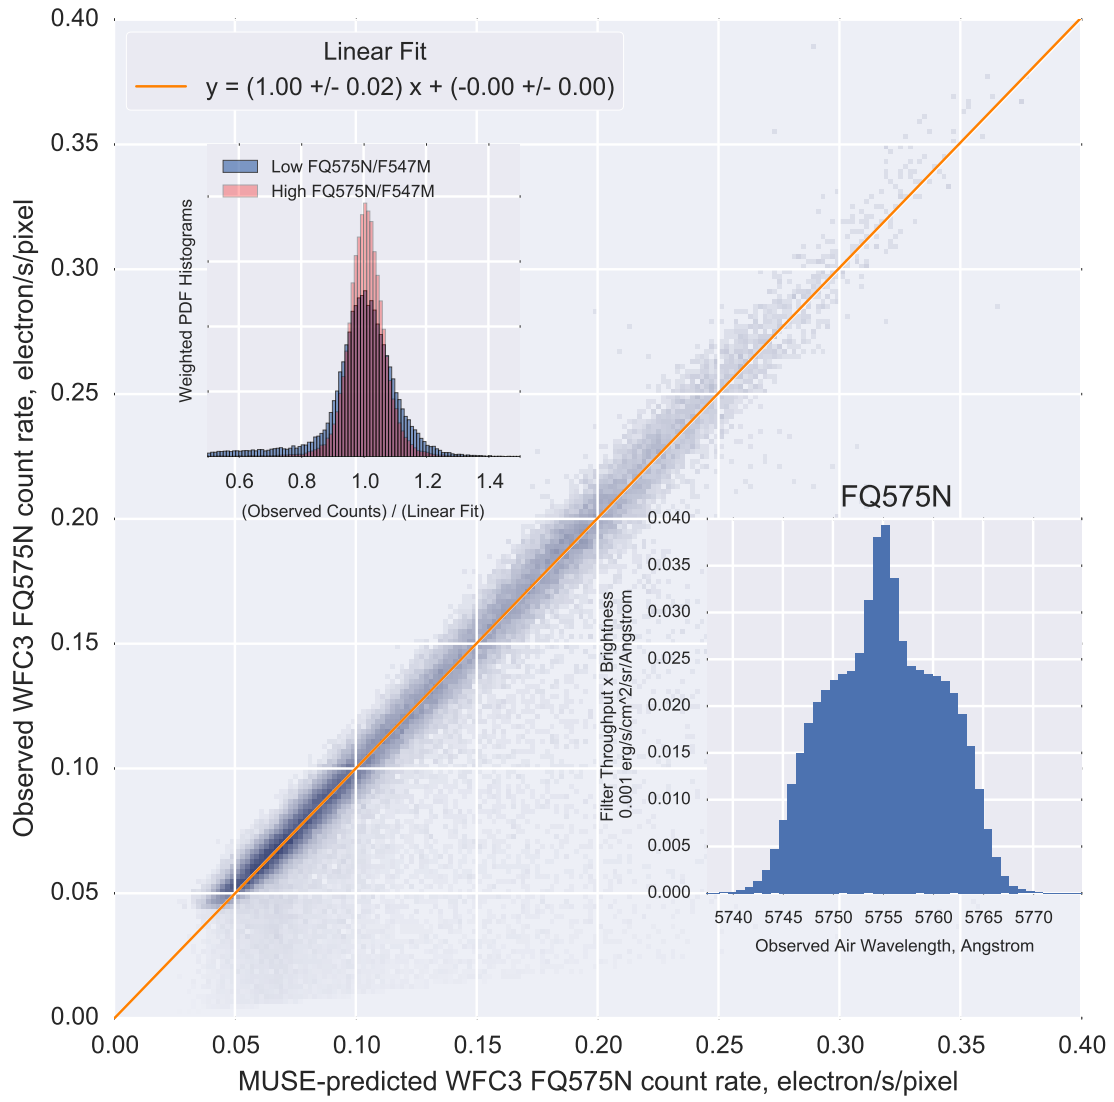 Linear Fit
y = (1.00 +/- 0.02) x + (-0.00 +/- 0.00)
Observed WFC3 FQ575N count rate, electron/s/pixel
0.40
0.35
0.30
0.25
0.20
0.15
0.10
0.05
0.00
0.00 0.05 0.10 0.15 0.20 0.25 0.30 0.35 0.40
MUSE-predicted WFC3 FQ575N count rate, electron/s/pixel
Low FQ575N/F547M
High FQ575N/F547M
Weighted PDF Histograms
0.6 0.8 1.0 1.2 1.4
(Observed Counts) / (Linear Fit)
FQ575N
Filter Throughput x Brightness
0.001 erg/s/cm^2/sr/Angstrom
0.040
0.035
0.030
0.025
0.020
0.015
0.010
0.005
0.000
5740 5745 5750 5755 5760 5765 5770
Observed Air Wavelength, Angstrom